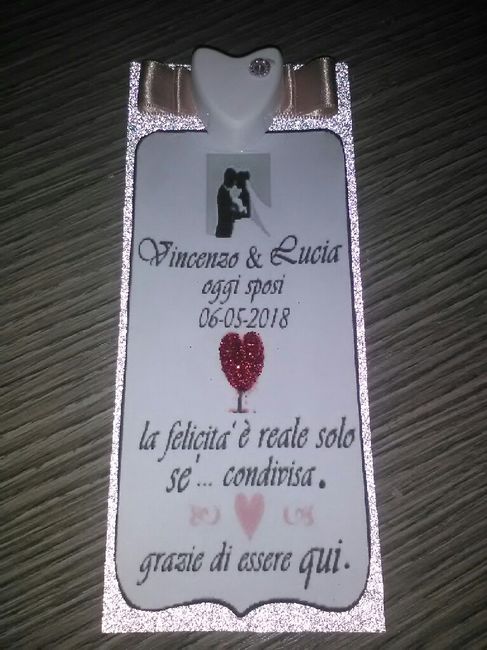 Vincenzo & Lucia
oggi sposi
06-05-2018
la felicita' è reale solo
se'... condivisa.
grazie di essere qui.